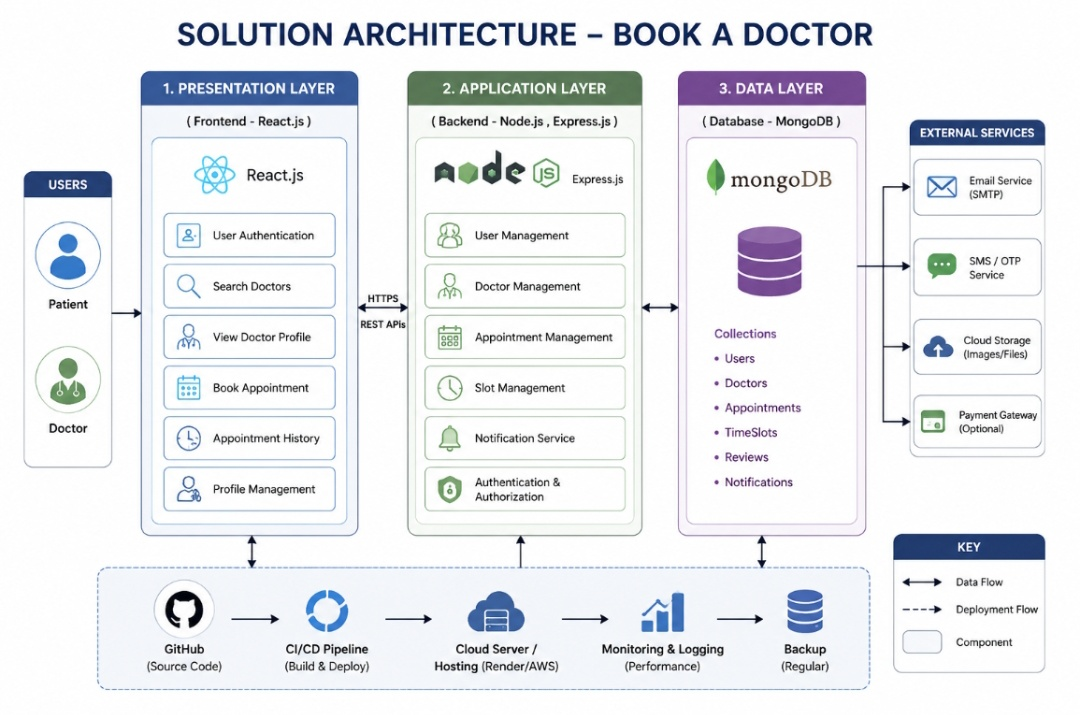 SOLUTION ARCHITECTURE – BOOK A DOCTOR
USERS
Patient
Doctor
1. PRESENTATION LAYER
( Frontend - React.js )
React.js
User Authentication
Search Doctors
View Doctor Profile
Book Appointment
Appointment History
Profile Management
HTTPS
REST APIs
2. APPLICATION LAYER
( Backend - Node.js , Express.js )
node JS
Express.js
User Management
Doctor Management
Appointment Management
Slot Management
Notification Service
Authentication &
Authorization
3. DATA LAYER
( Database - MongoDB )
mongoDB
Collections
• Users
• Doctors
• Appointments
• TimeSlots
• Reviews
• Notifications
EXTERNAL SERVICES
Email Service
(SMTP)
SMS / OTP
Service
Cloud Storage
(Images/Files)
Payment Gateway
(Optional)
KEY
Data Flow
Deployment Flow
Component
GitHub
(Source Code)
CI/CD Pipeline
(Build & Deploy)
Cloud Server /
Hosting (Render/AWS)
Monitoring & Logging
(Performance)
Backup
(Regular)